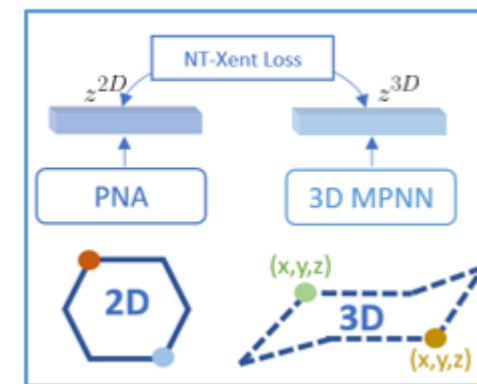 NT-Xent Loss
z^{2D} z^{3D}
PNA 3D MPNN
(x,y,z)
2D 3D
(x,y,z)